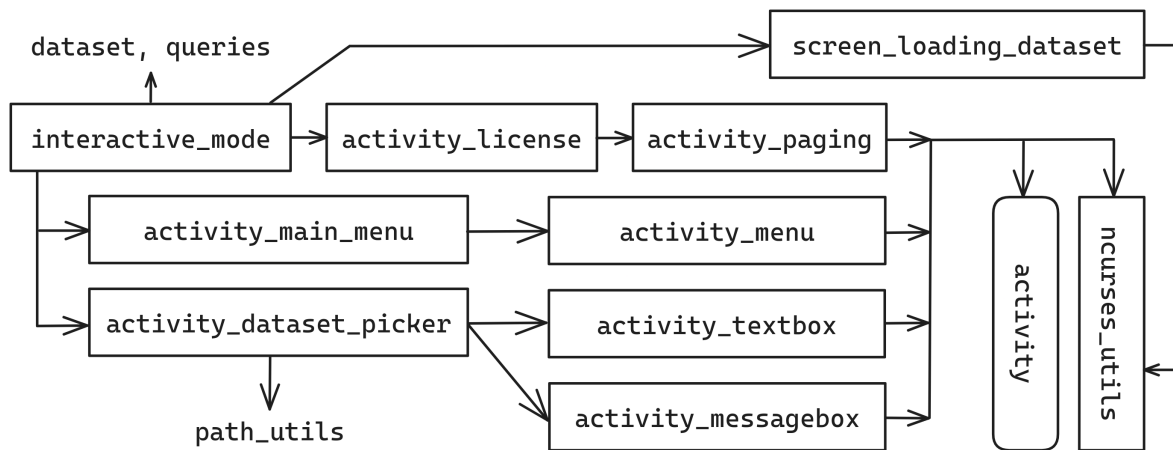 dataset, queries
screen_loading_dataset
interactive_mode
activity_license
activity_paging
activity_main_menu
activity_menu
activity_dataset_picker
activity_textbox
activity_messagebox
path_utils
activity
ncurses_utils